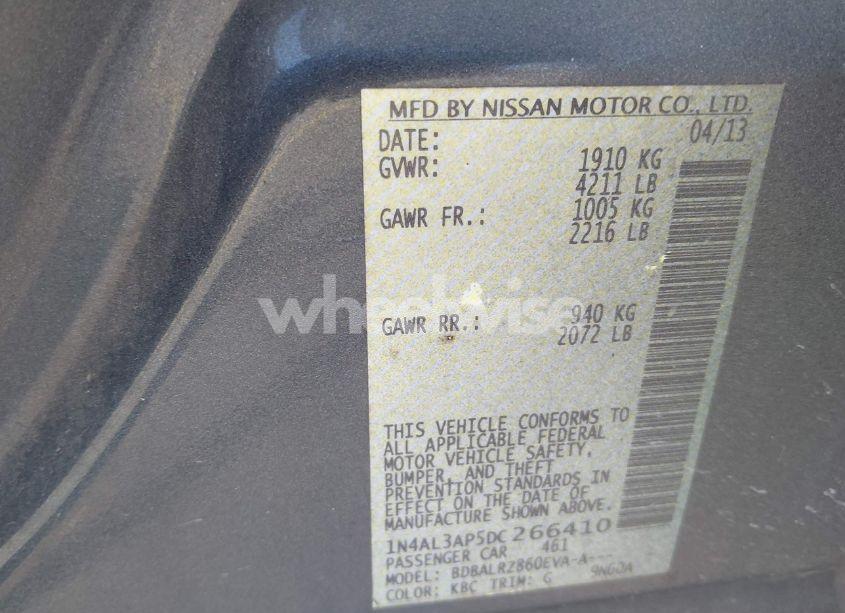 MFD BY NISSAN MOTOR CO., LTD.
DATE: 04/13
GVWR: 1910 KG
4211 LB
GAWR FR.: 1005 KG
2216 LB
wheelwise
GAWR RR.: 940 KG
2072 LB
THIS VEHICLE CONFORMS TO
ALL APPLICABLE FEDERAL
MOTOR VEHICLE SAFETY,
BUMPER, AND THEFT
PREVENTION STANDARDS IN
EFFECT ON THE DATE OF
MANUFACTURE SHOWN ABOVE.
1N4AL3AP5DC266410
PASSENGER CAR 461
MODEL: BDBALRZ860EVA-A---
COLOR: KBC TRIM: G